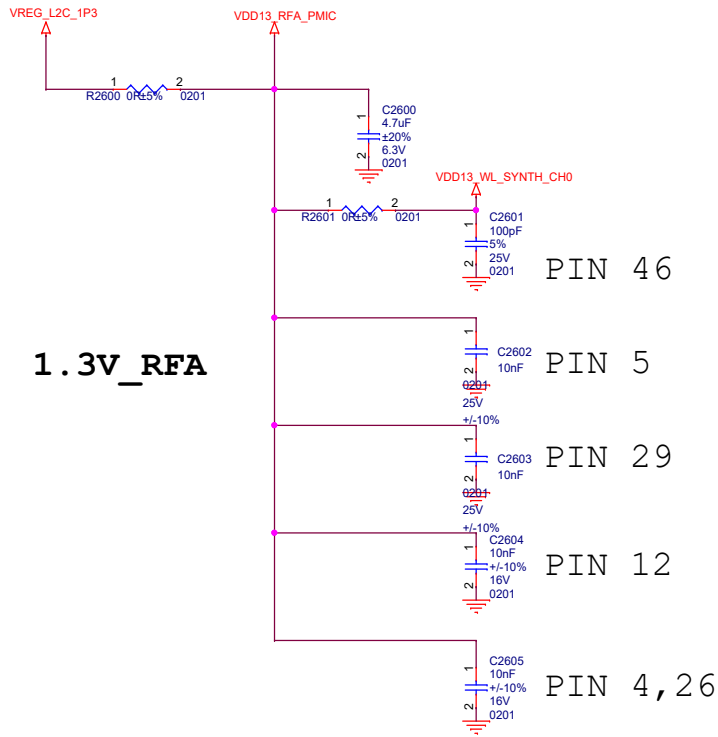 VREG_L2C_1P3
VDD13_RFA_PMIC
1
2
R2600 0R±5% 0201
C2600
1
4.7uF
±20%
2
6.3V
0201
VDD13_WL_SYNTH_CH0
1
2
R2601 0R±5% 0201
C2601
1
100pF
5%
2
25V
0201
PIN 46
1
C2602
2
10nF
0201
25V
+/-10%
PIN 5
1.3V_RFA
1
C2603
2
10nF
0201
25V
+/-10%
PIN 29
C2604
1
10nF
+/-10%
2
16V
0201
PIN 12
C2605
1
10nF
+/-10%
2
16V
0201
PIN 4,26